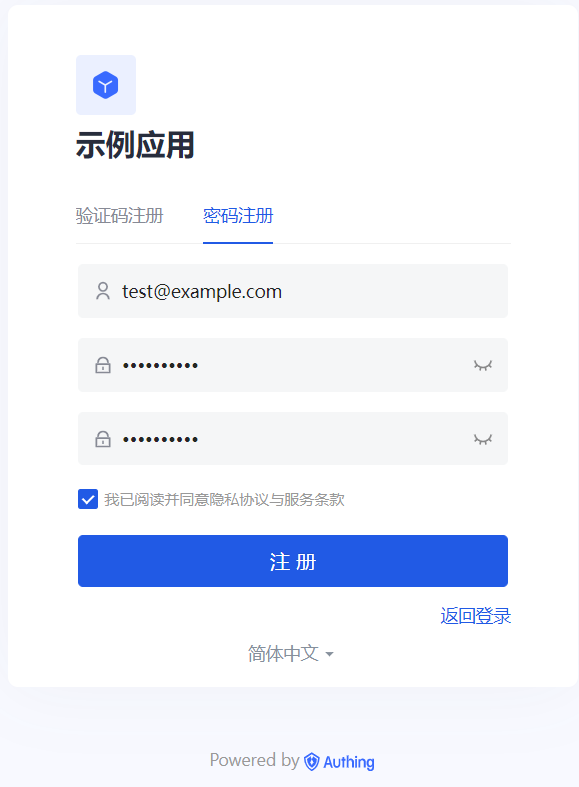 示例应用
验证码注册 密码注册
test@example.com
••••••••••
••••••••••
我已阅读并同意隐私协议与服务条款
注 册
返回登录
简体中文
Powered by Authing